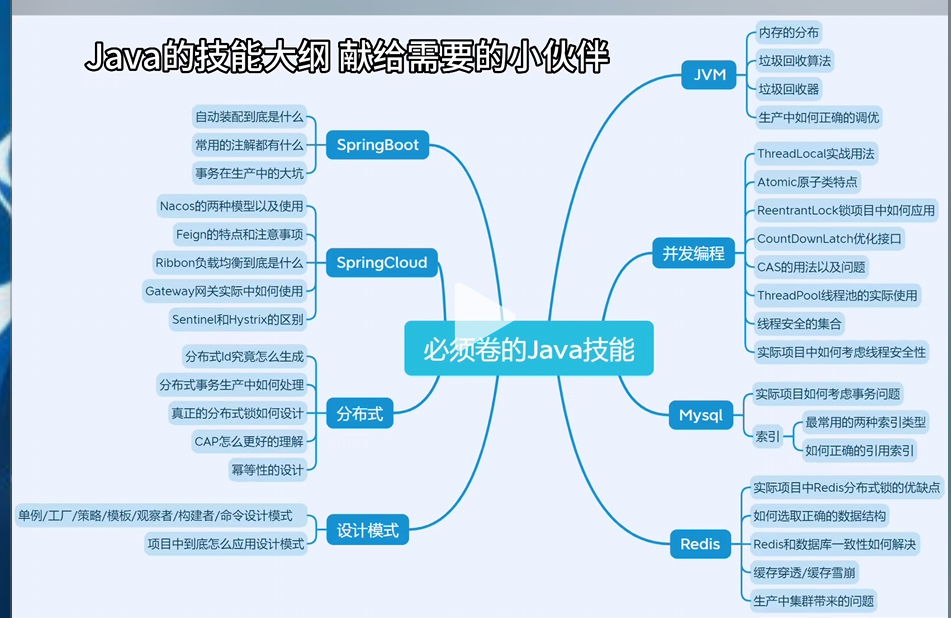 Java的技能大纲 献给需要的小伙伴
必须卷的Java技能
SpringBoot
自动装配到底是什么
常用的注解都有什么
事务在生产中的大坑
SpringCloud
Nacos的两种模型以及使用
Feign的特点和注意事项
Ribbon负载均衡到底是什么
Gateway网关实际中如何使用
Sentinel和Hystrix的区别
分布式
分布式Id究竟怎么生成
分布式事务生产中如何处理
真正的分布式锁如何设计
CAP怎么更好的理解
幂等性的设计
设计模式
单例/工厂/策略/模板/观察者/构建者/命令设计模式
项目中到底怎么应用设计模式
JVM
内存的分布
垃圾回收算法
垃圾回收器
生产中如何正确的调优
并发编程
ThreadLocal实战用法
Atomic原子类特点
ReentrantLock锁项目中如何应用
CountDownLatch优化接口
CAS的用法以及问题
ThreadPool线程池的实际使用
线程安全的集合
实际项目中如何考虑线程安全性
Mysql
实际项目如何考虑事务问题
索引
最常用的两种索引类型
如何正确的引用索引
Redis
实际项目中Redis分布式锁的优缺点
如何选取正确的数据结构
Redis和数据库一致性如何解决
缓存穿透/缓存雪崩
生产中集群带来的问题